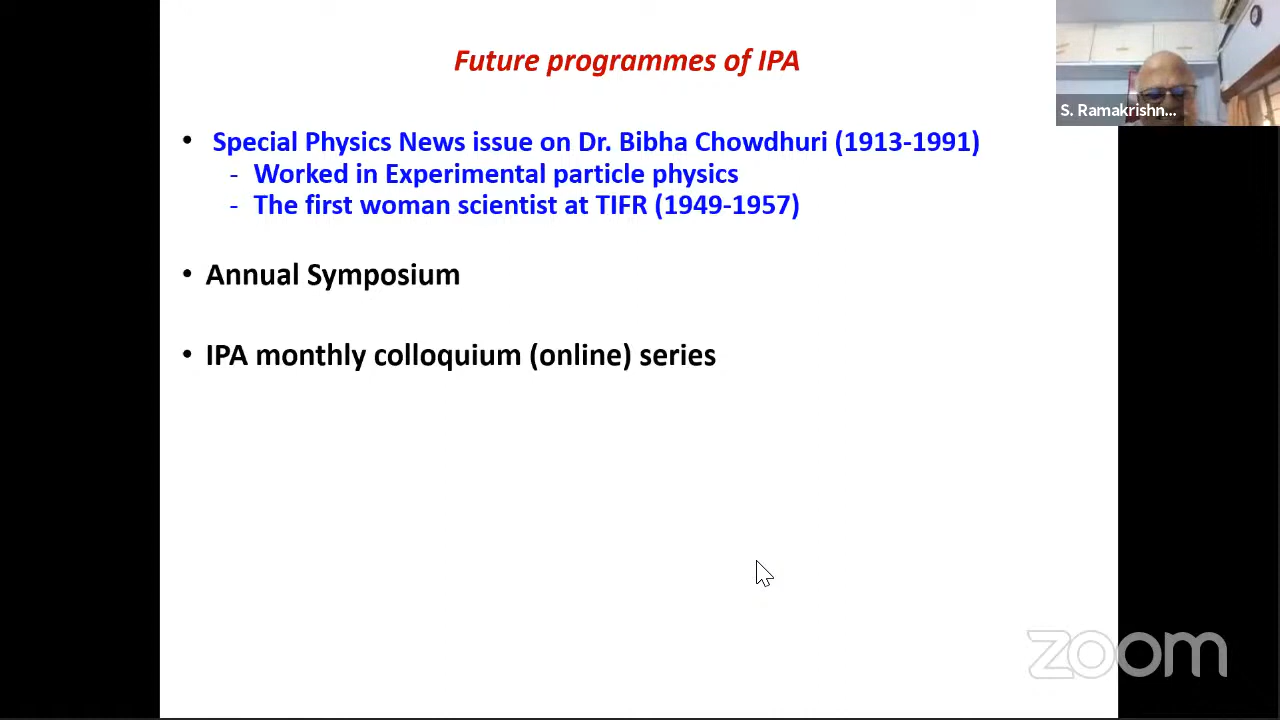 Future programmes of IPA
S. Ramakrishn...
• Special Physics News issue on Dr. Bibha Chowdhuri (1913-1991)
- Worked in Experimental particle physics
- The first woman scientist at TIFR (1949-1957)
• Annual Symposium
• IPA monthly colloquium (online) series
zoom